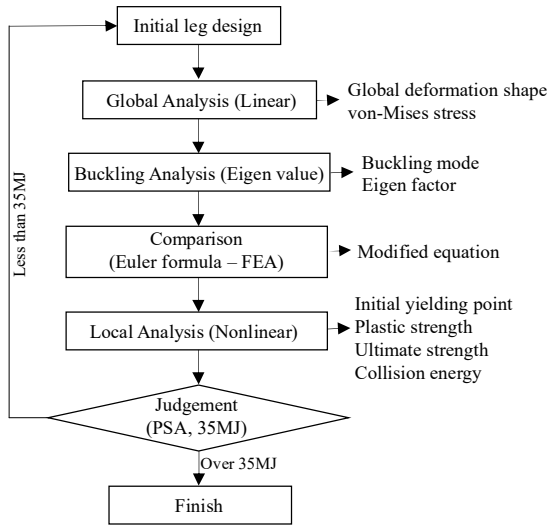 Initial leg design
Global Analysis (Linear)
Global deformation shape
von-Mises stress
Buckling Analysis (Eigen value)
Buckling mode
Eigen factor
Comparison
(Euler formula – FEA)
Modified equation
Less than 35MJ
Local Analysis (Nonlinear)
Initial yielding point
Plastic strength
Ultimate strength
Collision energy
Judgement
(PSA, 35MJ)
Over 35MJ
Finish